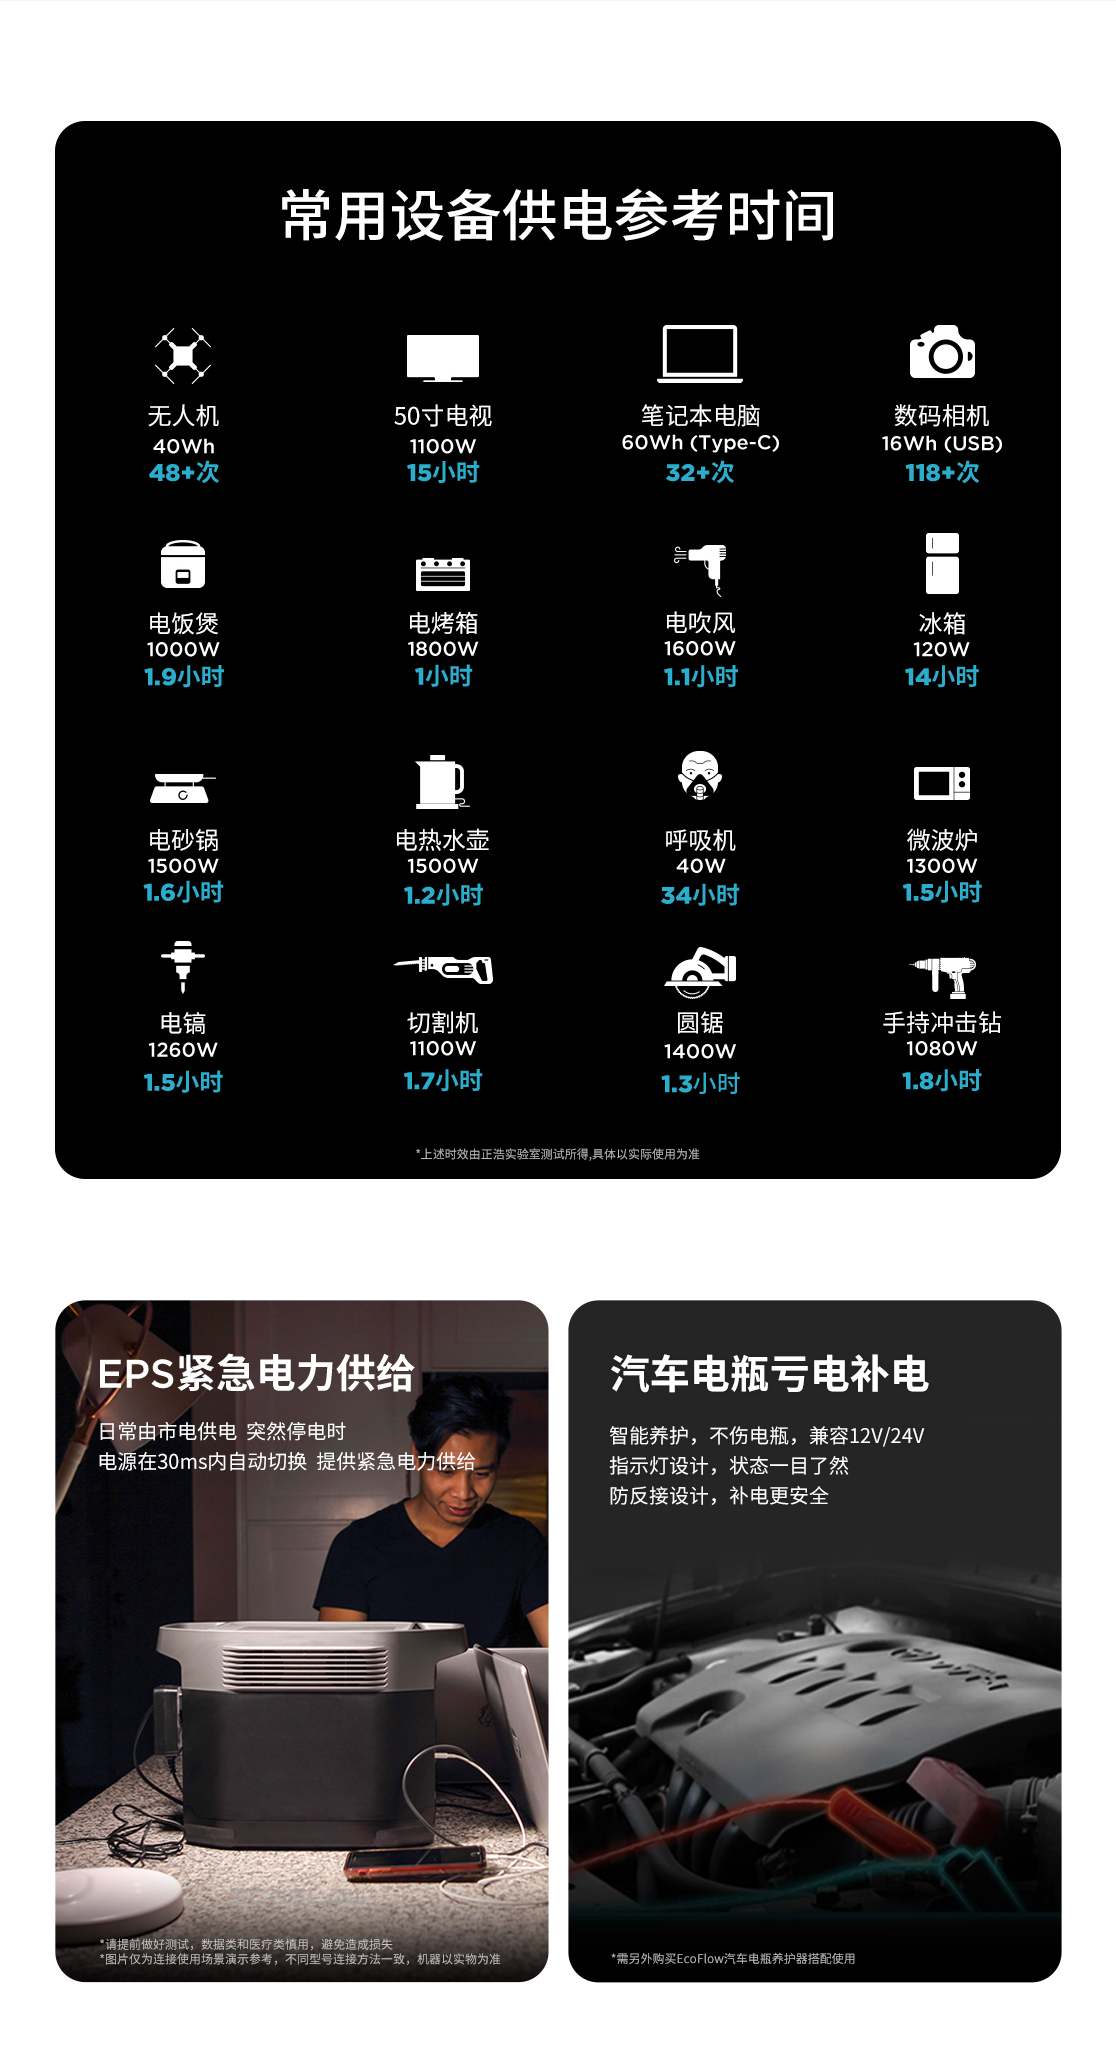 常用设备供电参考时间
无人机
40Wh
48+次
50寸电视
1100W
15小时
笔记本电脑
60Wh (Type-C)
32+次
数码相机
16Wh (USB)
118+次
电饭煲
1000W
1.9小时
电烤箱
1800W
1小时
电吹风
1600W
1.1小时
冰箱
120W
14小时
电砂锅
1500W
1.6小时
电热水壶
1500W
1.2小时
呼吸机
40W
34小时
微波炉
1300W
1.5小时
电镐
1260W
1.5小时
切割机
1100W
1.7小时
圆锯
1400W
1.3小时
手持冲击钻
1080W
1.8小时
*上述时效由正浩实验室测试所得,具体以实际使用为准
EPS紧急电力供给
日常由市电供电 突然停电时
电源在30ms内自动切换 提供紧急电力供给
*请提前做好测试，数据类和医疗类慎用，避免造成损失
*图片仅为连接使用场景演示参考，不同型号连接方法一致，机器以实物为准
汽车电瓶亏电补电
智能养护，不伤电瓶，兼容12V/24V
指示灯设计，状态一目了然
防反接设计，补电更安全
*需另外购买EcoFlow汽车电瓶养护器搭配使用